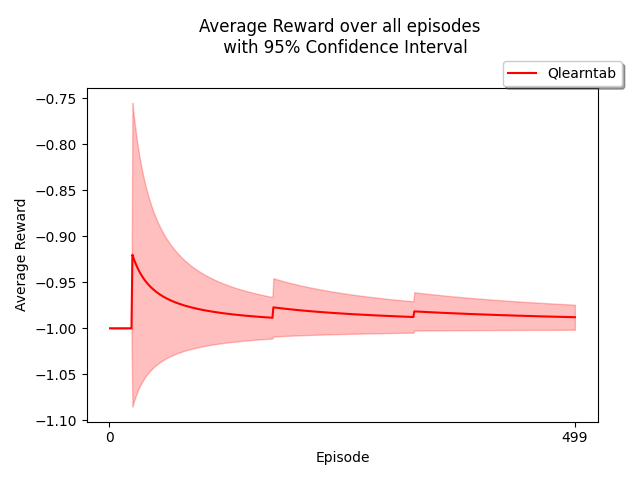 Average Reward over all episodes
with 95% Confidence Interval
Qlearntab
−0.75
−0.80
−0.85
−0.90
−0.95
−1.00
−1.05
−1.10
Average Reward
0
499
Episode